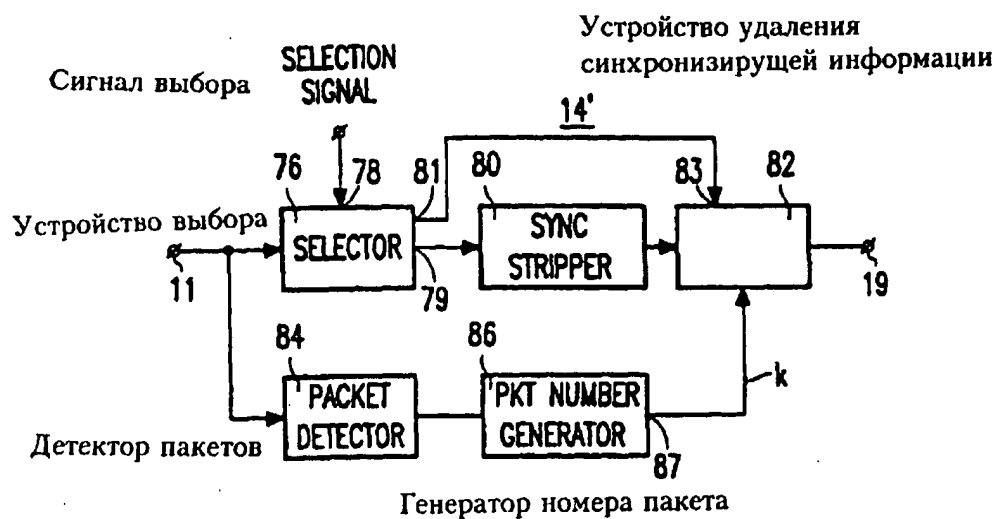 Устройство удаления
синхронизирущей информации
Сигнал выбора
SELECTION
SIGNAL
14'
76
78
81
80
83
82
Устройство выбора
SELECTOR
SYNC
STRIPPER
11
79
19
84
86
k
PACKET
DETECTOR
PKT NUMBER
GENERATOR
87
Детектор пакетов
Генератор номера пакета